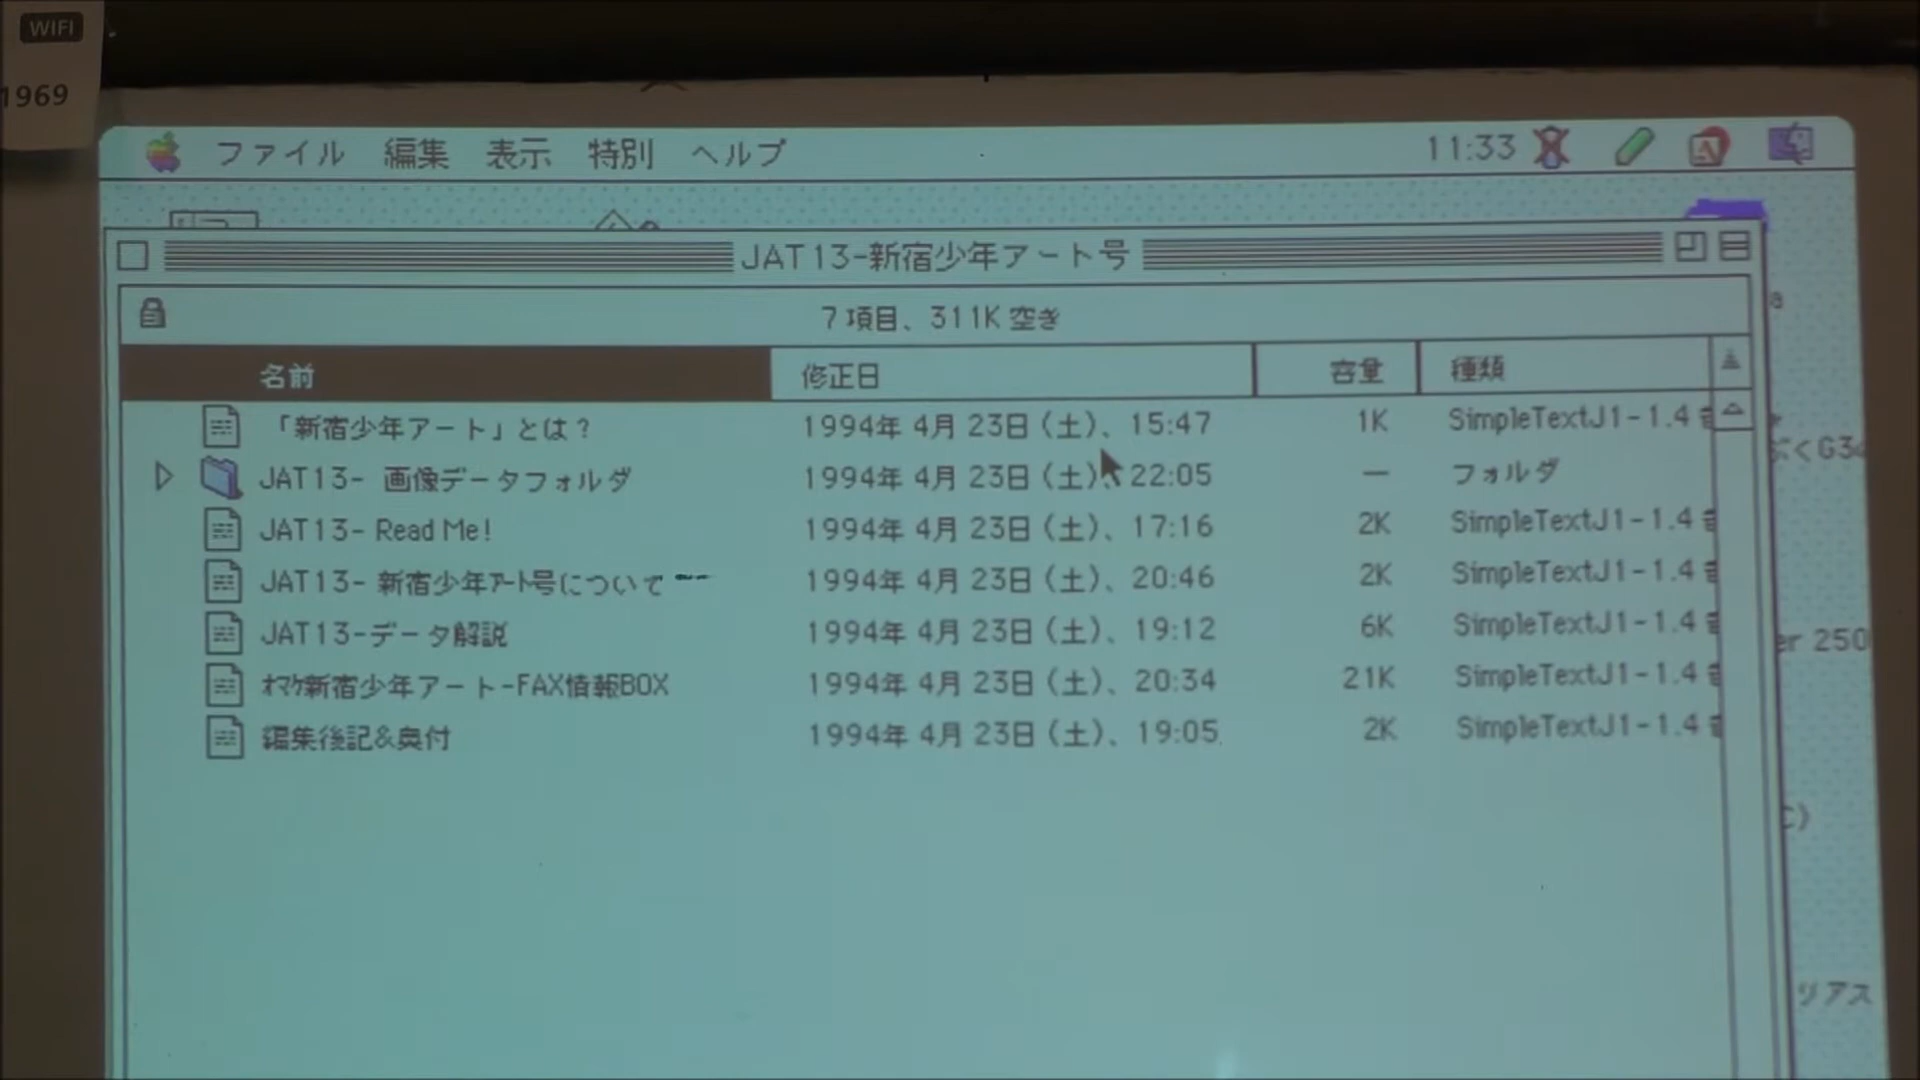 WIFI
1969
ファイル 編集 表示 特別 ヘルプ 11:33
JAT13-新宿少年アート号
7 項目、311K 空き
名前 修正日 容量 種類
「新宿少年アート」とは? 1994年 4月 23日 (土)、15:47 1K SimpleTextJ1-1.4
JAT13- 画像データフォルダ 1994年 4月 23日 (土)、22:05 — フォルダ
JAT13- Read Me! 1994年 4月 23日 (土)、17:16 2K SimpleTextJ1-1.4
JAT13- 新宿少年ｱｰﾄ号について 1994年 4月 23日 (土)、20:46 2K SimpleTextJ1-1.4
JAT13-データ解説 1994年 4月 23日 (土)、19:12 6K SimpleTextJ1-1.4
ｵﾏｹ新宿少年アート-FAX情報BOX 1994年 4月 23日 (土)、20:34 21K SimpleTextJ1-1.4
編集後記&奥付 1994年 4月 23日 (土)、19:05 2K SimpleTextJ1-1.4